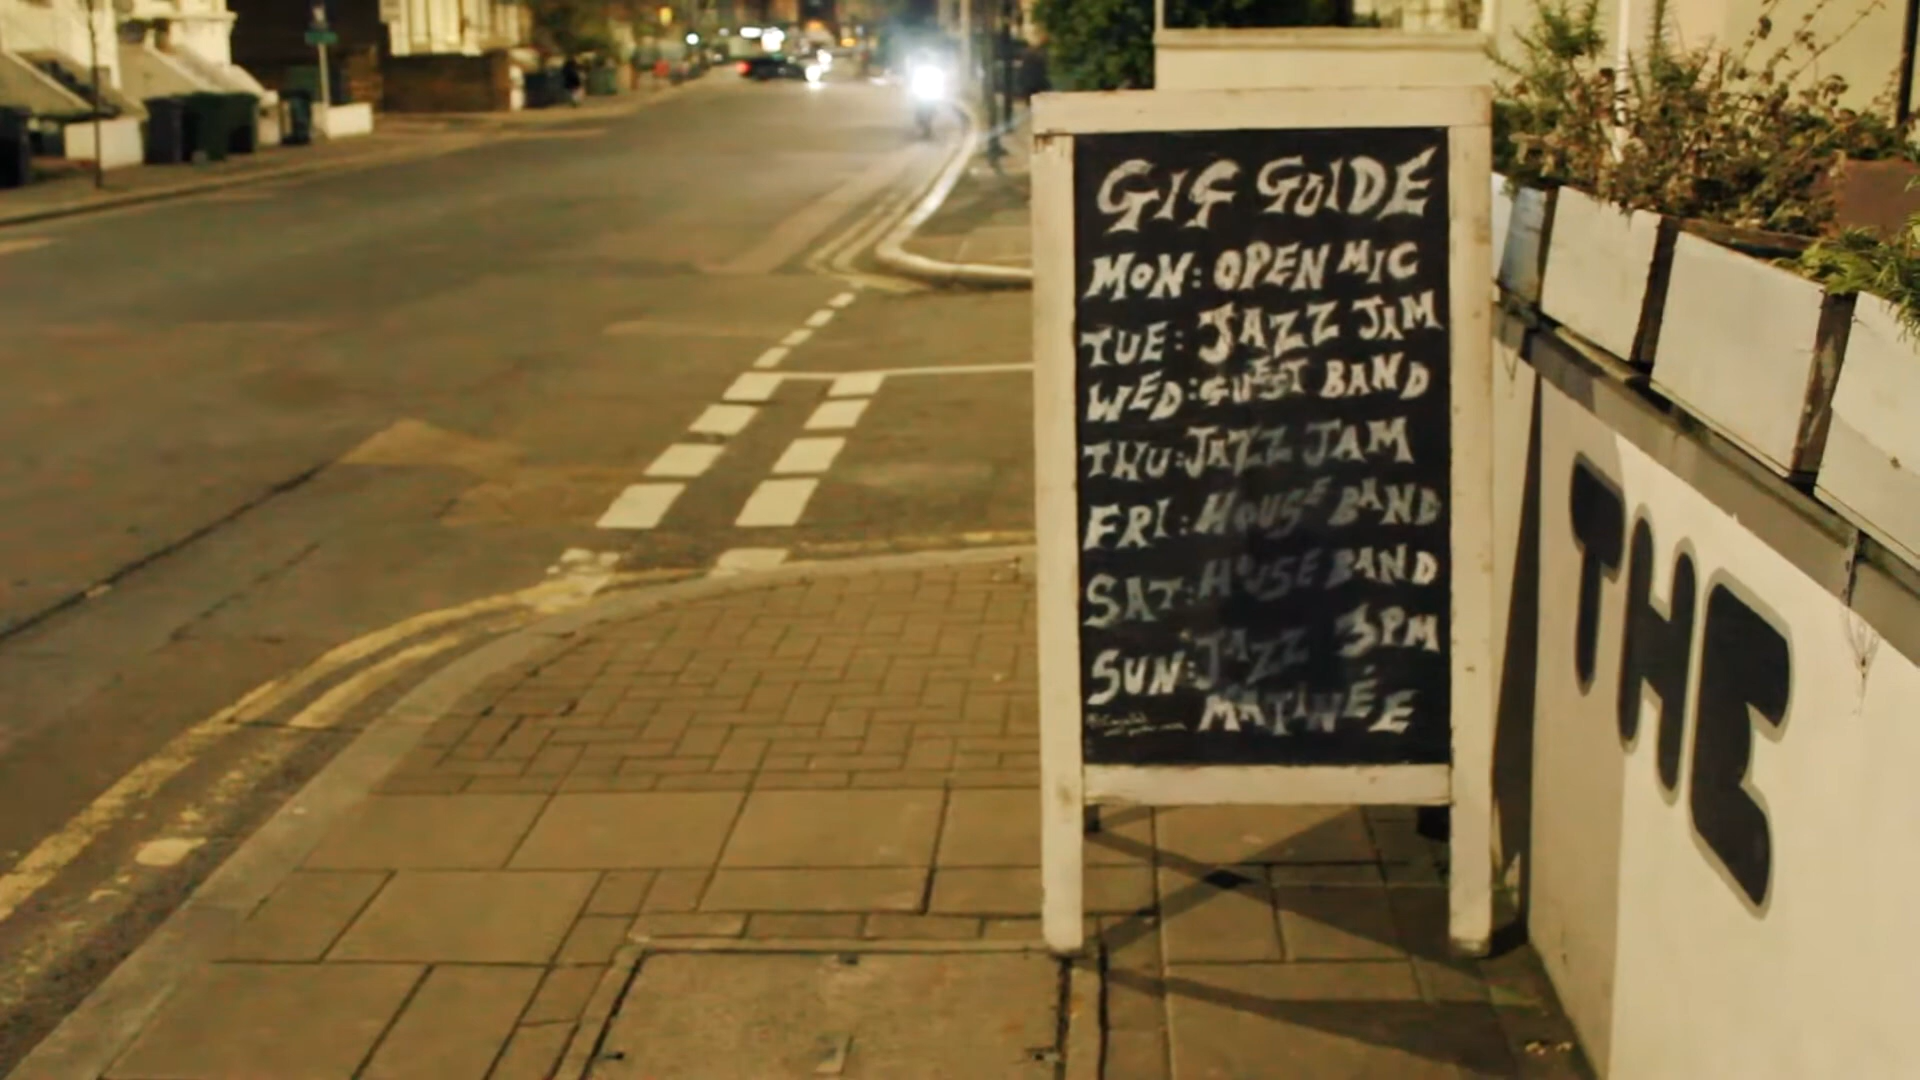 GIG GUIDE
MON: OPEN MIC
TUE: JAZZ JAM
WED: GUEST BAND
THU: JAZZ JAM
FRI: HOUSE BAND
SAT: HOUSE BAND
SUN: JAZZ 3PM
MATINÉE
THE